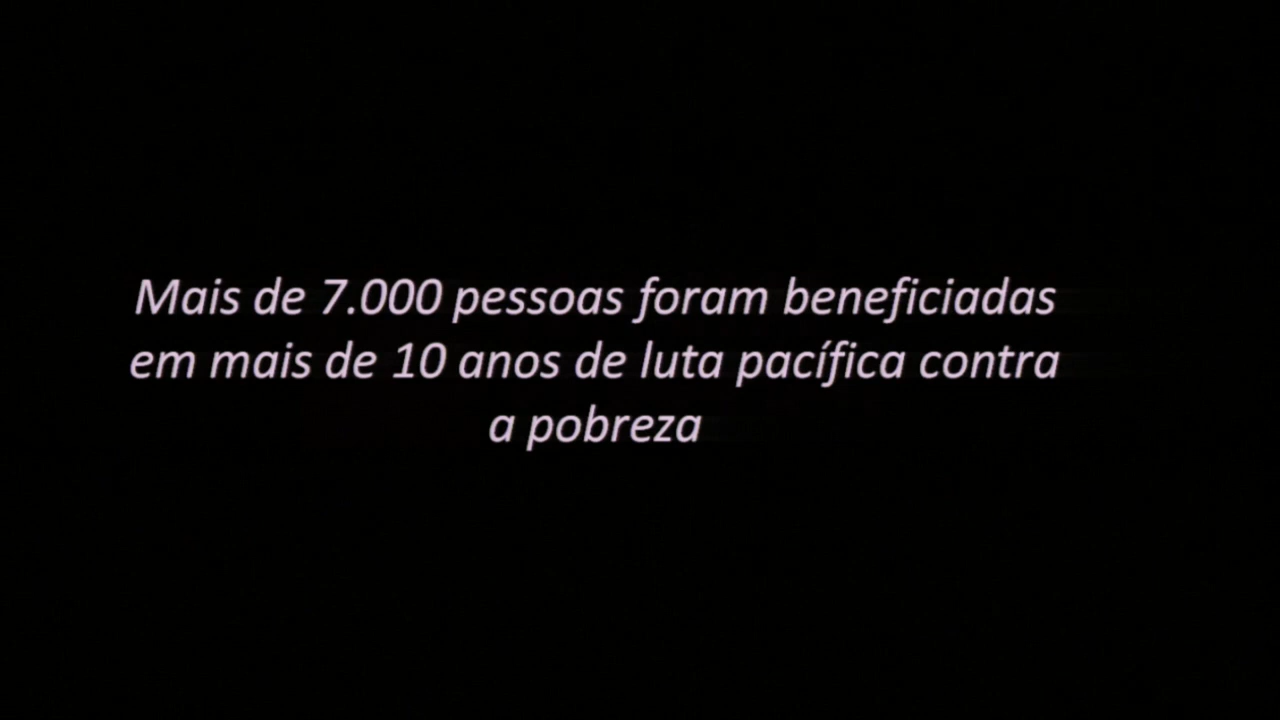 Mais de 7.000 pessoas foram beneficiadas
em mais de 10 anos de luta pacífica contra
a pobreza